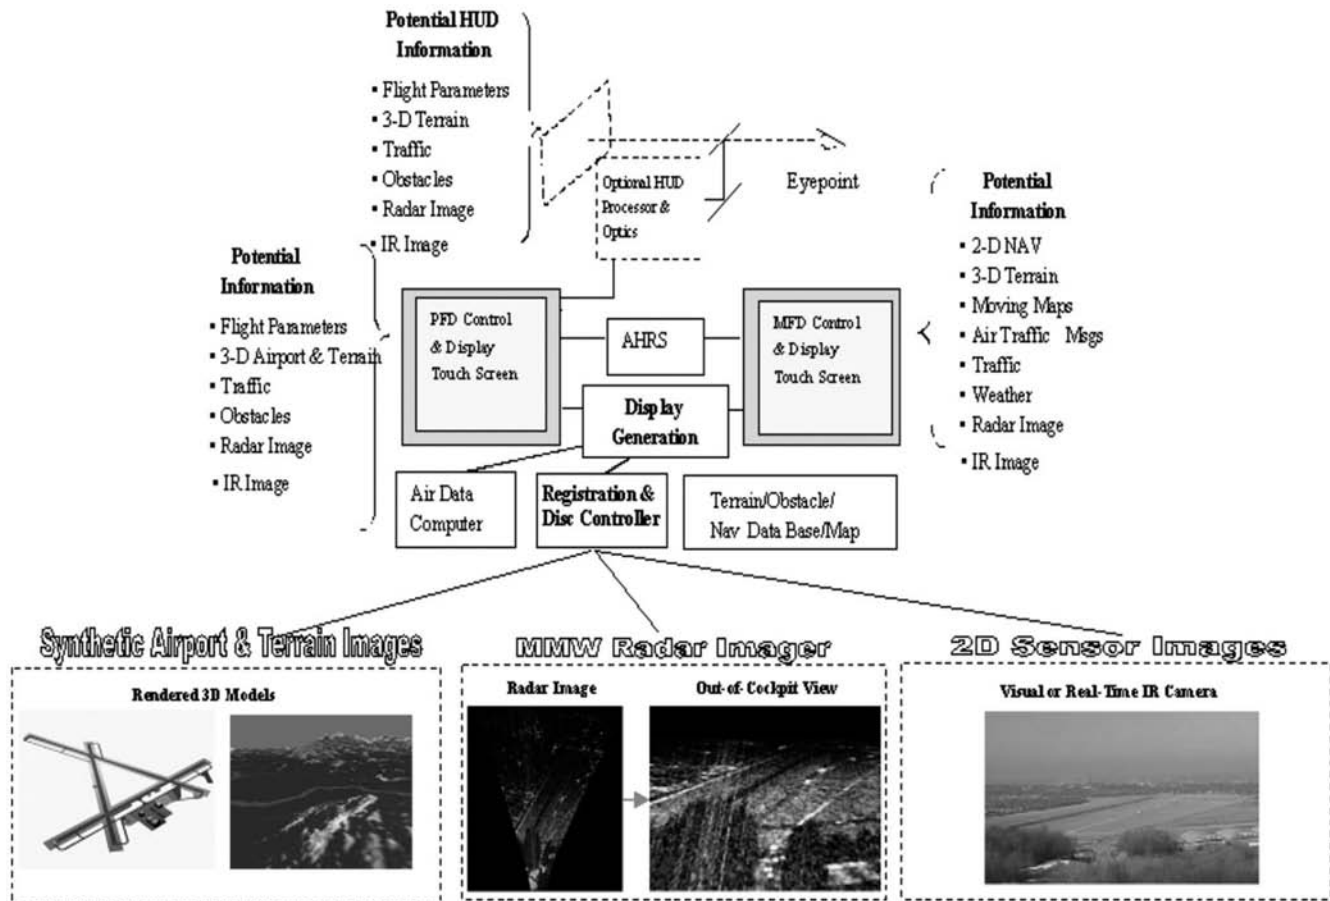 Potential HUD
Information
▪ Flight Parameters
▪ 3-D Terrain
▪ Traffic
▪ Obstacles
▪ Radar Image
▪ IR Image
Optional HUD
Processor &
Optics
Eyepoint
Potential
Information
▪ 2-D NAV
▪ 3-D Terrain
▪ Moving Maps
▪ Air Traffic Msgs
▪ Traffic
▪ Weather
▪ Radar Image
▪ IR Image
Potential
Information
▪ Flight Parameters
▪ 3-D Airport & Terrain
▪ Traffic
▪ Obstacles
▪ Radar Image
▪ IR Image
PFD Control
& Display
Touch Screen
AHRS
MFD Control
& Display
Touch Screen
Display
Generation
Air Data
Computer
Registration &
Disc Controller
Terrain/Obstacle/
Nav Data Base/Map
Synthetic Airport & Terrain Images
Rendered 3D Models
MMW Radar Imager
Radar Image
Out-of-Cockpit View
2D Sensor Images
Visual or Real-Time IR Camera